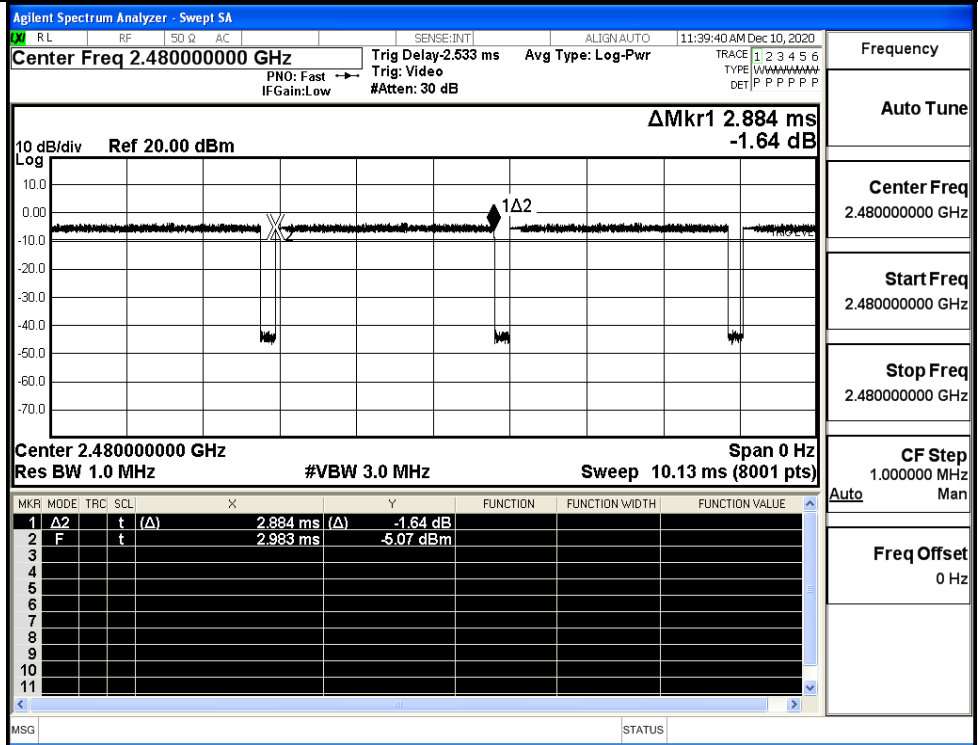 Agilent Spectrum Analyzer - Swept SA
LXI RL RF 50 Ω AC SENSE:INT ALIGN AUTO 11:39:40 AM Dec 10, 2020
Center Freq 2.480000000 GHz
PNO: Fast
IFGain:Low
Trig Delay-2.533 ms
Trig: Video
#Atten: 30 dB
Avg Type: Log-Pwr
TRACE 1 2 3 4 5 6
TYPE WWWWWW
DET P P P P P P
ΔMkr1 2.884 ms
-1.64 dB
10 dB/div Ref 20.00 dBm
Log
10.0
0.00
-10.0
-20.0
-30.0
-40.0
-50.0
-60.0
-70.0
1Δ2
2
TRIG LVL
Center 2.480000000 GHz Span 0 Hz
Res BW 1.0 MHz #VBW 3.0 MHz Sweep 10.13 ms (8001 pts)
MKR MODE TRC SCL X Y FUNCTION FUNCTION WIDTH FUNCTION VALUE
1 Δ2 t (Δ) 2.884 ms (Δ) -1.64 dB
2 F t 2.983 ms -5.07 dBm
3
4
5
6
7
8
9
10
11
MSG STATUS
Frequency
Auto Tune
Center Freq
2.480000000 GHz
Start Freq
2.480000000 GHz
Stop Freq
2.480000000 GHz
CF Step
1.000000 MHz
Auto Man
Freq Offset
0 Hz